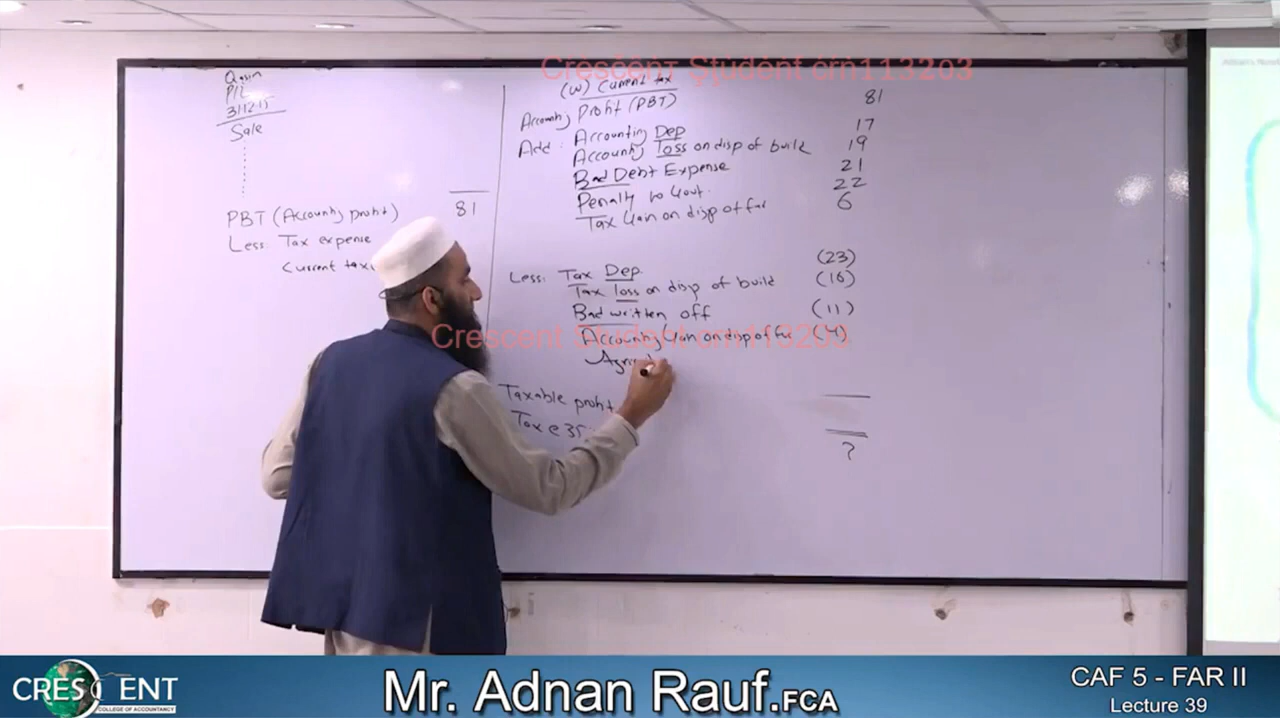 Crescent Student crn113203
Qasim
P/L
31.12.15
Sale
PBT (Accounting profit) 81
Less: Tax expense
Current tax
(W) Current tax
Accounting Profit (PBT) 81
Add: Accounting Dep 17
Accounting loss on disp of build 19
Bad Debt Expense 21
Penalty to Govt. 22
Tax Gain on disp of fur 6
Less: Tax Dep. (23)
Tax loss on disp of build (16)
Bad written off (11)
Crescent Student crn113203
Accounting Gain on disp of fur (4)
Taxable profit
Tax @ 35
?
CRESCENT
COLLEGE OF ACCOUNTANCY
Mr. Adnan Rauf.FCA
CAF 5 - FAR II
Lecture 39